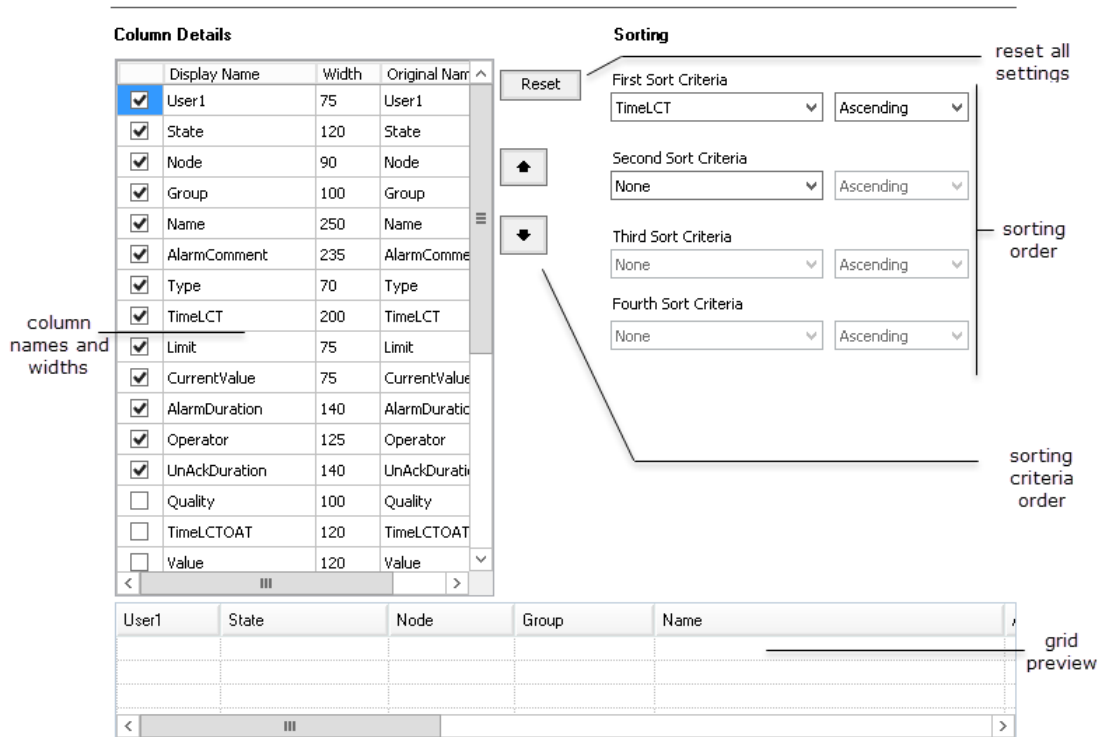 Column Details
Sorting
reset all
settings
Display Name Width Original Nam
Reset
First Sort Criteria
User1 75 User1
TimeLCT Ascending
State 120 State
Node 90 Node
Second Sort Criteria
None Ascending
Group 100 Group
Name 250 Name
sorting
order
Third Sort Criteria
AlarmComment 235 AlarmComme
None Ascending
Type 70 Type
Fourth Sort Criteria
TimeLCT 200 TimeLCT
column
names and
widths
None Ascending
Limit 75 Limit
CurrentValue 75 CurrentValue
AlarmDuration 140 AlarmDuratic
Operator 125 Operator
sorting
criteria
order
UnAckDuration 140 UnAckDurati
Quality 100 Quality
TimeLCTOAT 120 TimeLCTOAT
Value 120 Value
User1 State Node Group Name
grid
preview